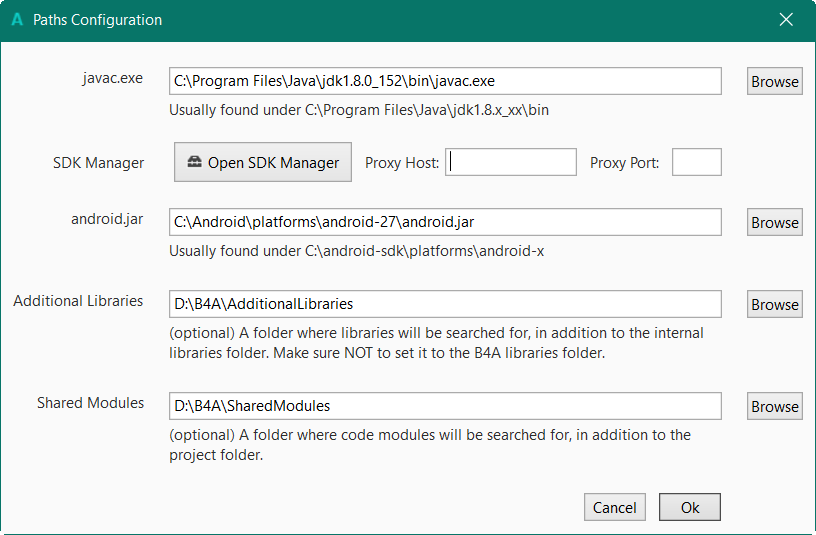 A Paths Configuration
javac.exe C:\Program Files\Java\jdk1.8.0_152\bin\javac.exe Browse
Usually found under C:\Program Files\Java\jdk1.8.x_xx\bin
SDK Manager Open SDK Manager Proxy Host: Proxy Port:
android.jar C:\Android\platforms\android-27\android.jar Browse
Usually found under C:\android-sdk\platforms\android-x
Additional Libraries D:\B4A\AdditionalLibraries Browse
(optional) A folder where libraries will be searched for, in addition to the internal
libraries folder. Make sure NOT to set it to the B4A libraries folder.
Shared Modules D:\B4A\SharedModules Browse
(optional) A folder where code modules will be searched for, in addition to the
project folder.
Cancel Ok